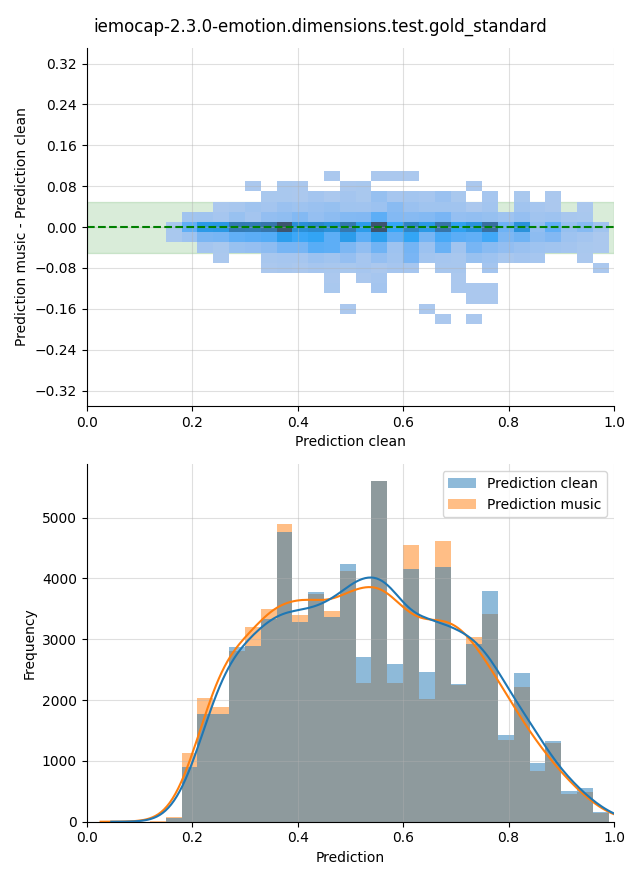 iemocap-2.3.0-emotion.dimensions.test.gold_standard
0.32
0.24
0.16
0.08
0.00
−0.08
−0.16
−0.24
−0.32
Prediction music - Prediction clean
0.0 0.2 0.4 0.6 0.8 1.0
Prediction clean
Prediction clean
Prediction music
5000
4000
3000
2000
1000
0
Frequency
0.0 0.2 0.4 0.6 0.8 1.0
Prediction